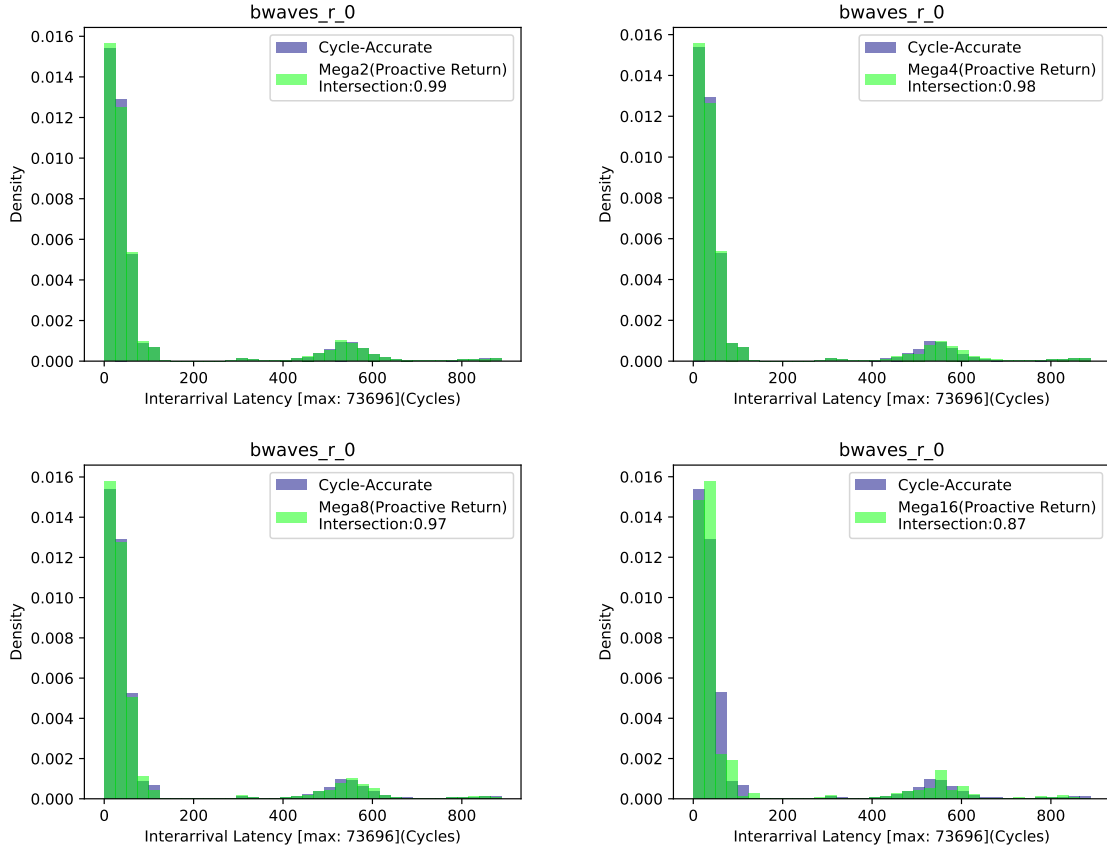 bwaves_r_0
Cycle-Accurate
Mega2(Proactive Return)
Intersection:0.99
0.016
0.014
0.012
0.010
0.008
0.006
0.004
0.002
0.000
Density
0
200
400
600
800
Interarrival Latency [max: 73696](Cycles)
bwaves_r_0
Cycle-Accurate
Mega4(Proactive Return)
Intersection:0.98
0.016
0.014
0.012
0.010
0.008
0.006
0.004
0.002
0.000
Density
0
200
400
600
800
Interarrival Latency [max: 73696](Cycles)
bwaves_r_0
Cycle-Accurate
Mega8(Proactive Return)
Intersection:0.97
0.016
0.014
0.012
0.010
0.008
0.006
0.004
0.002
0.000
Density
0
200
400
600
800
Interarrival Latency [max: 73696](Cycles)
bwaves_r_0
Cycle-Accurate
Mega16(Proactive Return)
Intersection:0.87
0.016
0.014
0.012
0.010
0.008
0.006
0.004
0.002
0.000
Density
0
200
400
600
800
Interarrival Latency [max: 73696](Cycles)